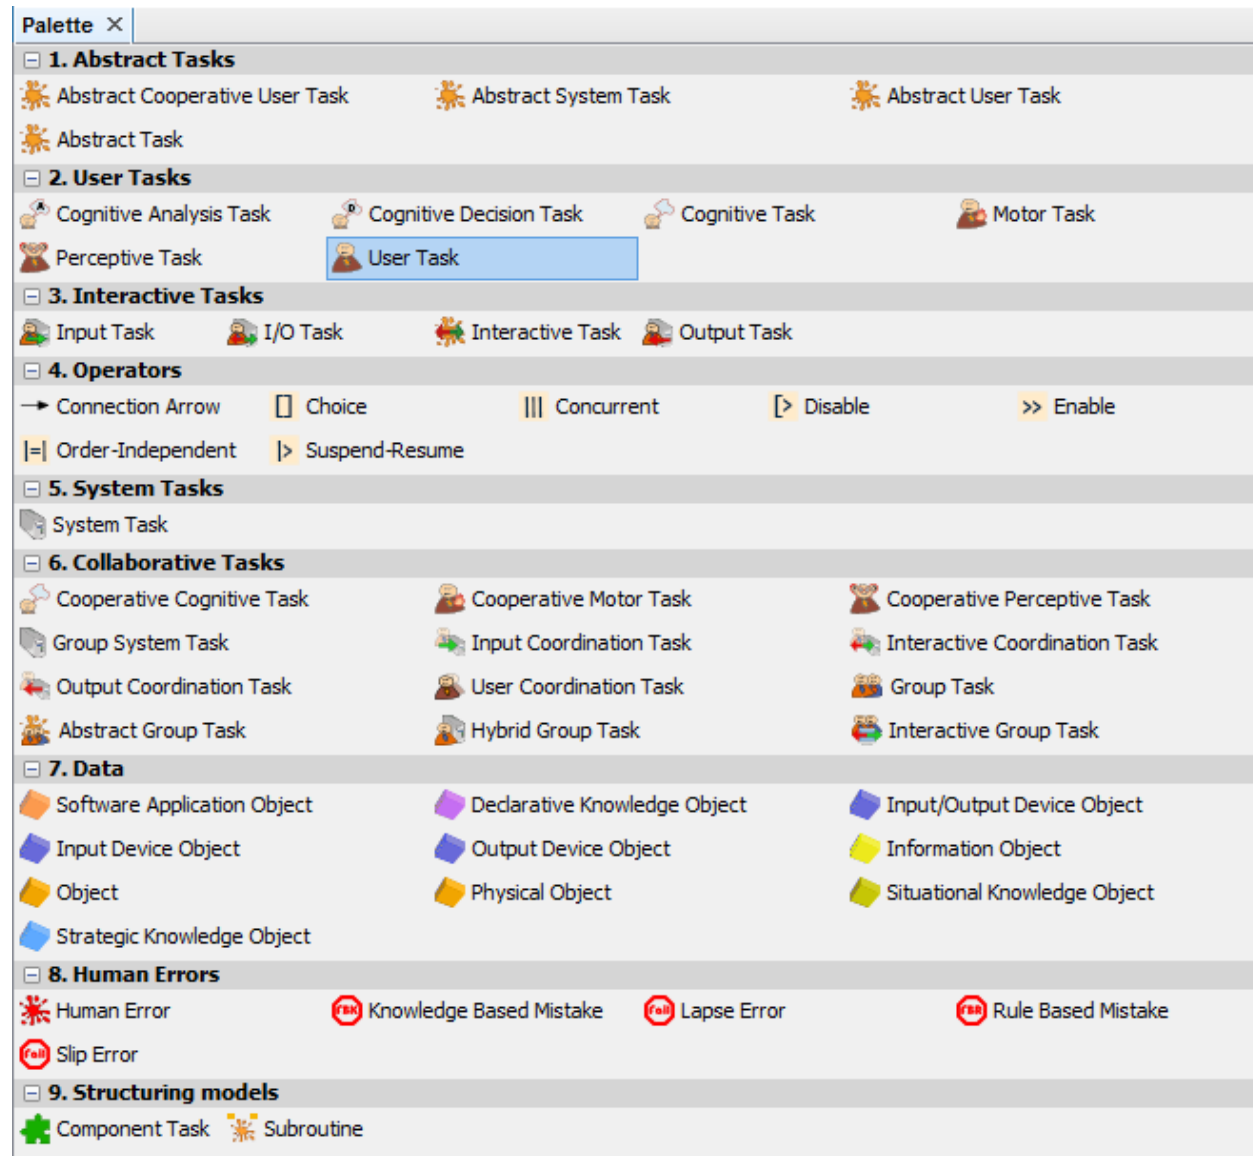 Palette ×
1. Abstract Tasks
Abstract Cooperative User Task Abstract System Task Abstract User Task
Abstract Task
2. User Tasks
Cognitive Analysis Task Cognitive Decision Task Cognitive Task Motor Task
Perceptive Task User Task
3. Interactive Tasks
Input Task I/O Task Interactive Task Output Task
4. Operators
Connection Arrow [] Choice ||| Concurrent [> Disable >> Enable
|=| Order-Independent |> Suspend-Resume
5. System Tasks
System Task
6. Collaborative Tasks
Cooperative Cognitive Task Cooperative Motor Task Cooperative Perceptive Task
Group System Task Input Coordination Task Interactive Coordination Task
Output Coordination Task User Coordination Task Group Task
Abstract Group Task Hybrid Group Task Interactive Group Task
7. Data
Software Application Object Declarative Knowledge Object Input/Output Device Object
Input Device Object Output Device Object Information Object
Object Physical Object Situational Knowledge Object
Strategic Knowledge Object
8. Human Errors
Human Error Knowledge Based Mistake Lapse Error Rule Based Mistake
Slip Error
9. Structuring models
Component Task Subroutine